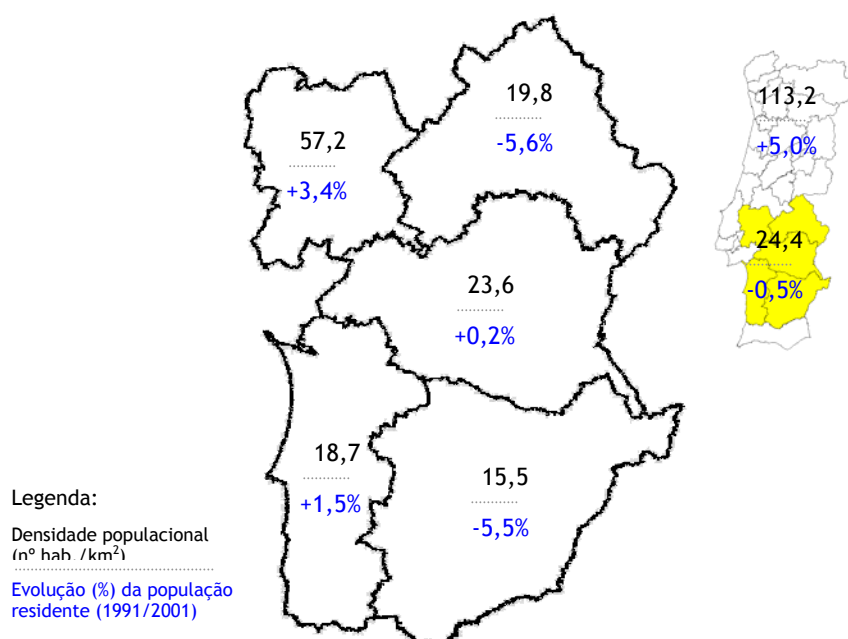 19,8
-5,6%
113,2
+5,0%
57,2
+3,4%
24,4
-0,5%
23,6
+0,2%
18,7
+1,5%
15,5
-5,5%
Legenda:
Densidade populacional
(nº hab./km²)
Evolução (%) da população
residente (1991/2001)